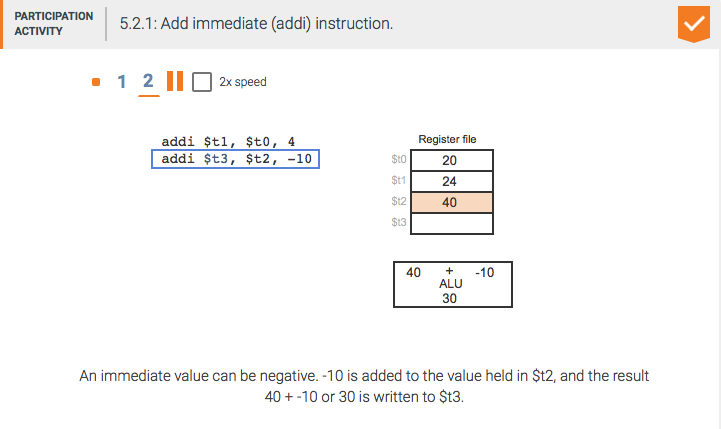 PARTICIPATION
ACTIVITY
5.2.1: Add immediate (addi) instruction.
1 2 2x speed
addi $t1, $t0, 4
addi $t3, $t2, -10
Register file
$t0 20
$t1 24
$t2 40
$t3
40 + -10
ALU
30
An immediate value can be negative. -10 is added to the value held in $t2, and the result
40 + -10 or 30 is written to $t3.